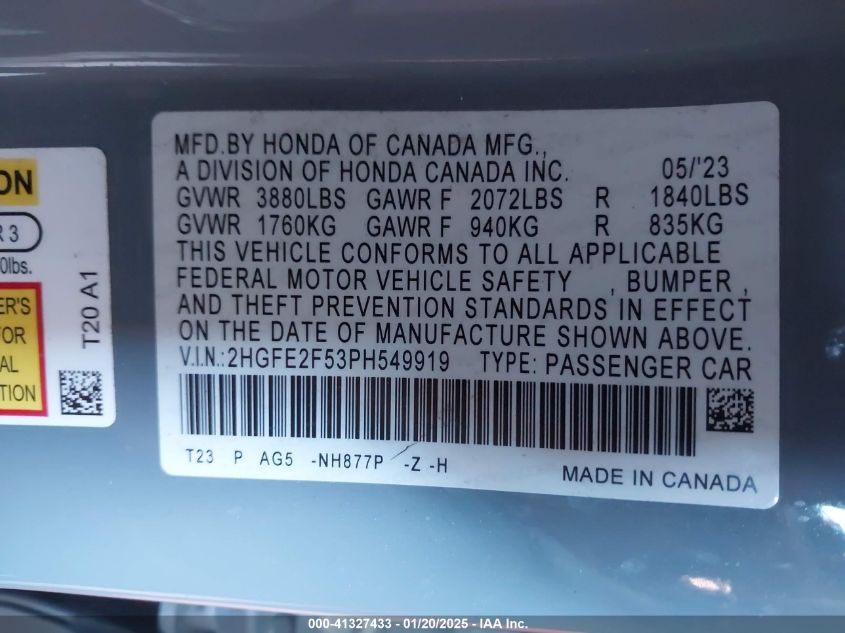 MFD.BY HONDA OF CANADA MFG.,
A DIVISION OF HONDA CANADA INC. 05/'23
GVWR 3880LBS GAWR F 2072LBS R 1840LBS
GVWR 1760KG GAWR F 940KG R 835KG
THIS VEHICLE CONFORMS TO ALL APPLICABLE
FEDERAL MOTOR VEHICLE SAFETY , BUMPER ,
AND THEFT PREVENTION STANDARDS IN EFFECT
ON THE DATE OF MANUFACTURE SHOWN ABOVE.
V.I.N.:2HGFE2F53PH549919 TYPE: PASSENGER CAR
T23 P AG5 -NH877P -Z -H
MADE IN CANADA
ON
R 3
0lbs.
ER'S
FOR
AL
TION
T20 A1
000-41327433 - 01/20/2025 - IAA Inc.